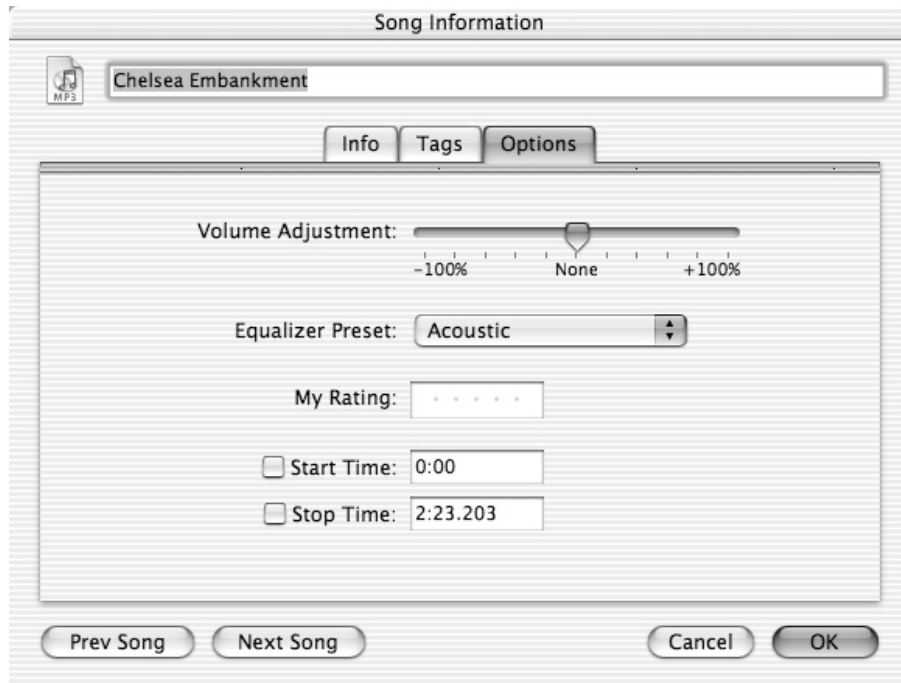 Song Information
MP3
Chelsea Embankment
Info Tags Options
Volume Adjustment:
-100% None +100%
Equalizer Preset: Acoustic
My Rating:
Start Time: 0:00
Stop Time: 2:23.203
Prev Song Next Song Cancel OK